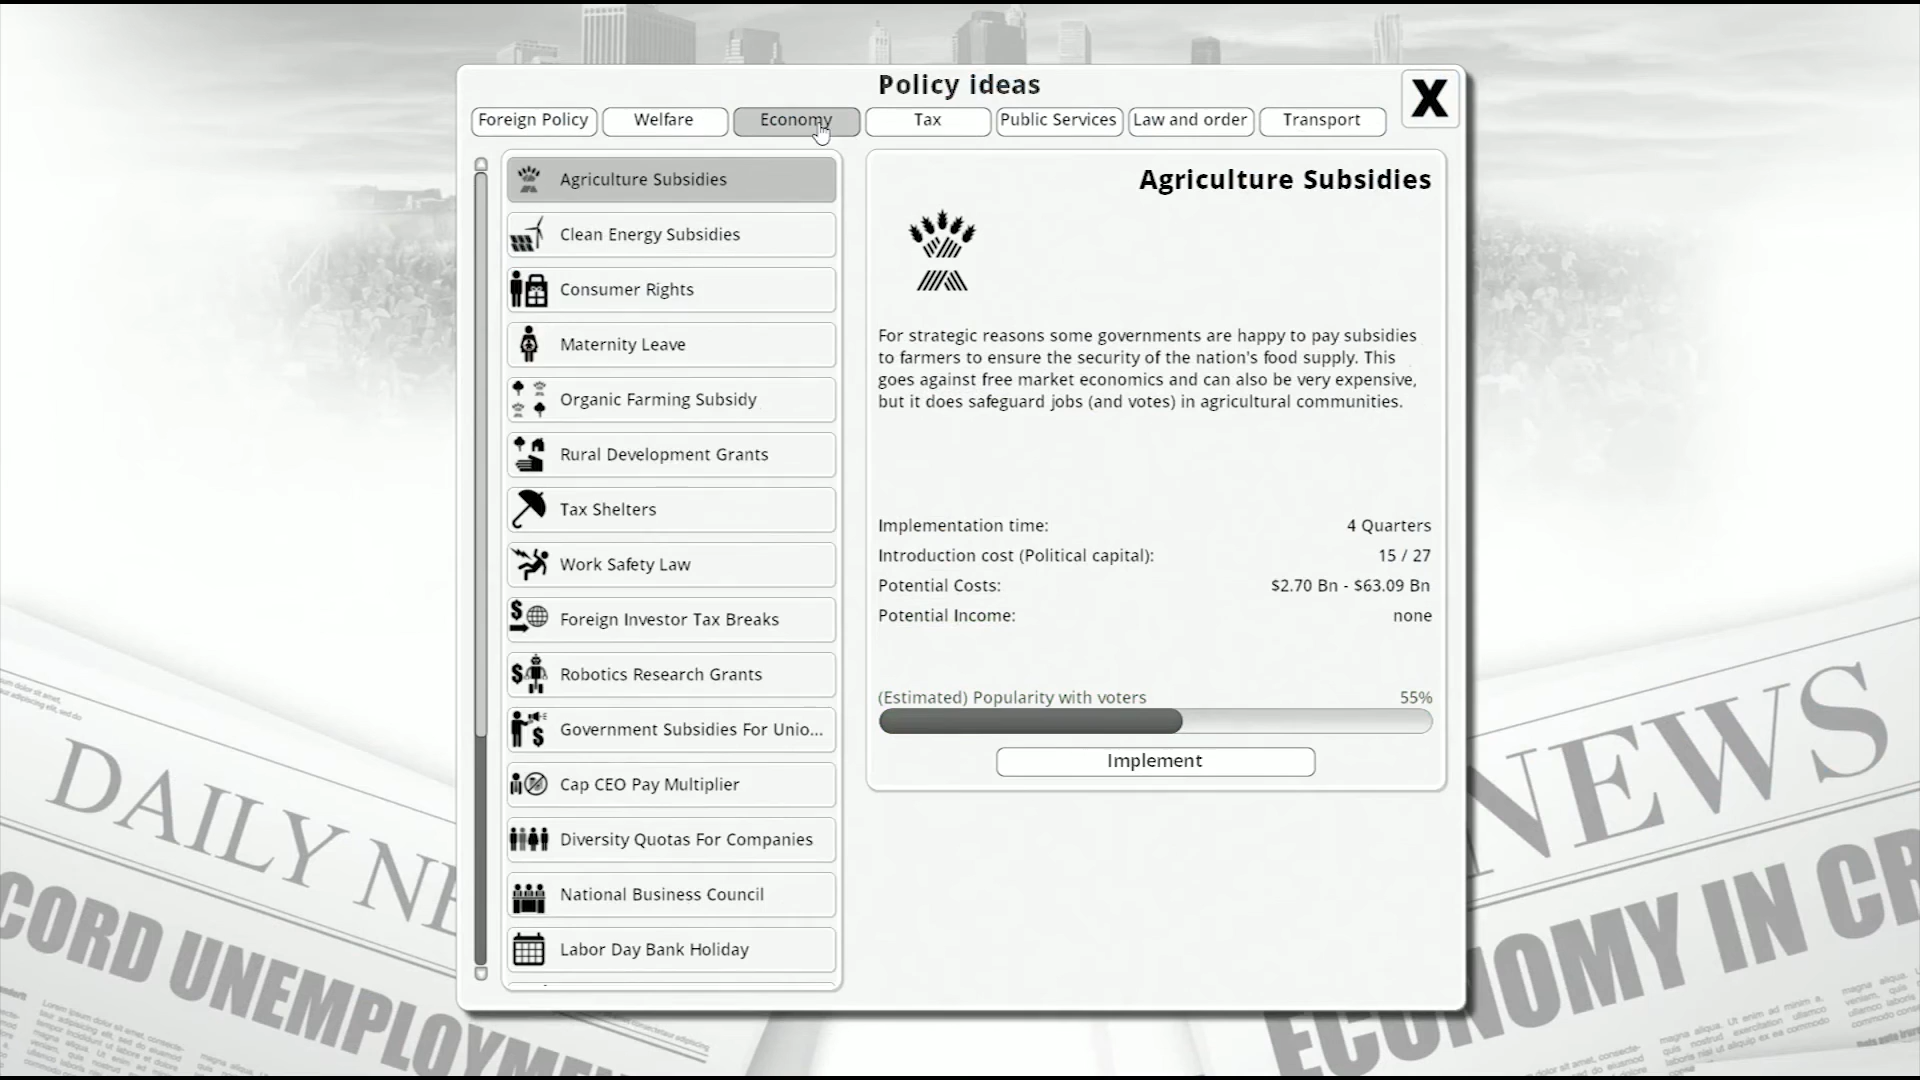 Policy ideas
X
Foreign Policy
Welfare
Economy
Tax
Public Services
Law and order
Transport
Agriculture Subsidies
Clean Energy Subsidies
Consumer Rights
Maternity Leave
Organic Farming Subsidy
Rural Development Grants
Tax Shelters
Work Safety Law
Foreign Investor Tax Breaks
Robotics Research Grants
Government Subsidies For Unio...
Cap CEO Pay Multiplier
Diversity Quotas For Companies
National Business Council
Labor Day Bank Holiday
Agriculture Subsidies
For strategic reasons some governments are happy to pay subsidies
to farmers to ensure the security of the nation's food supply. This
goes against free market economics and can also be very expensive,
but it does safeguard jobs (and votes) in agricultural communities.
Implementation time: 4 Quarters
Introduction cost (Political capital): 15 / 27
Potential Costs: $2.70 Bn - $63.09 Bn
Potential Income: none
(Estimated) Popularity with voters 55%
Implement
DAILY NE
CORD UNEMPLOYME
NEWS
ECONOMY IN CR